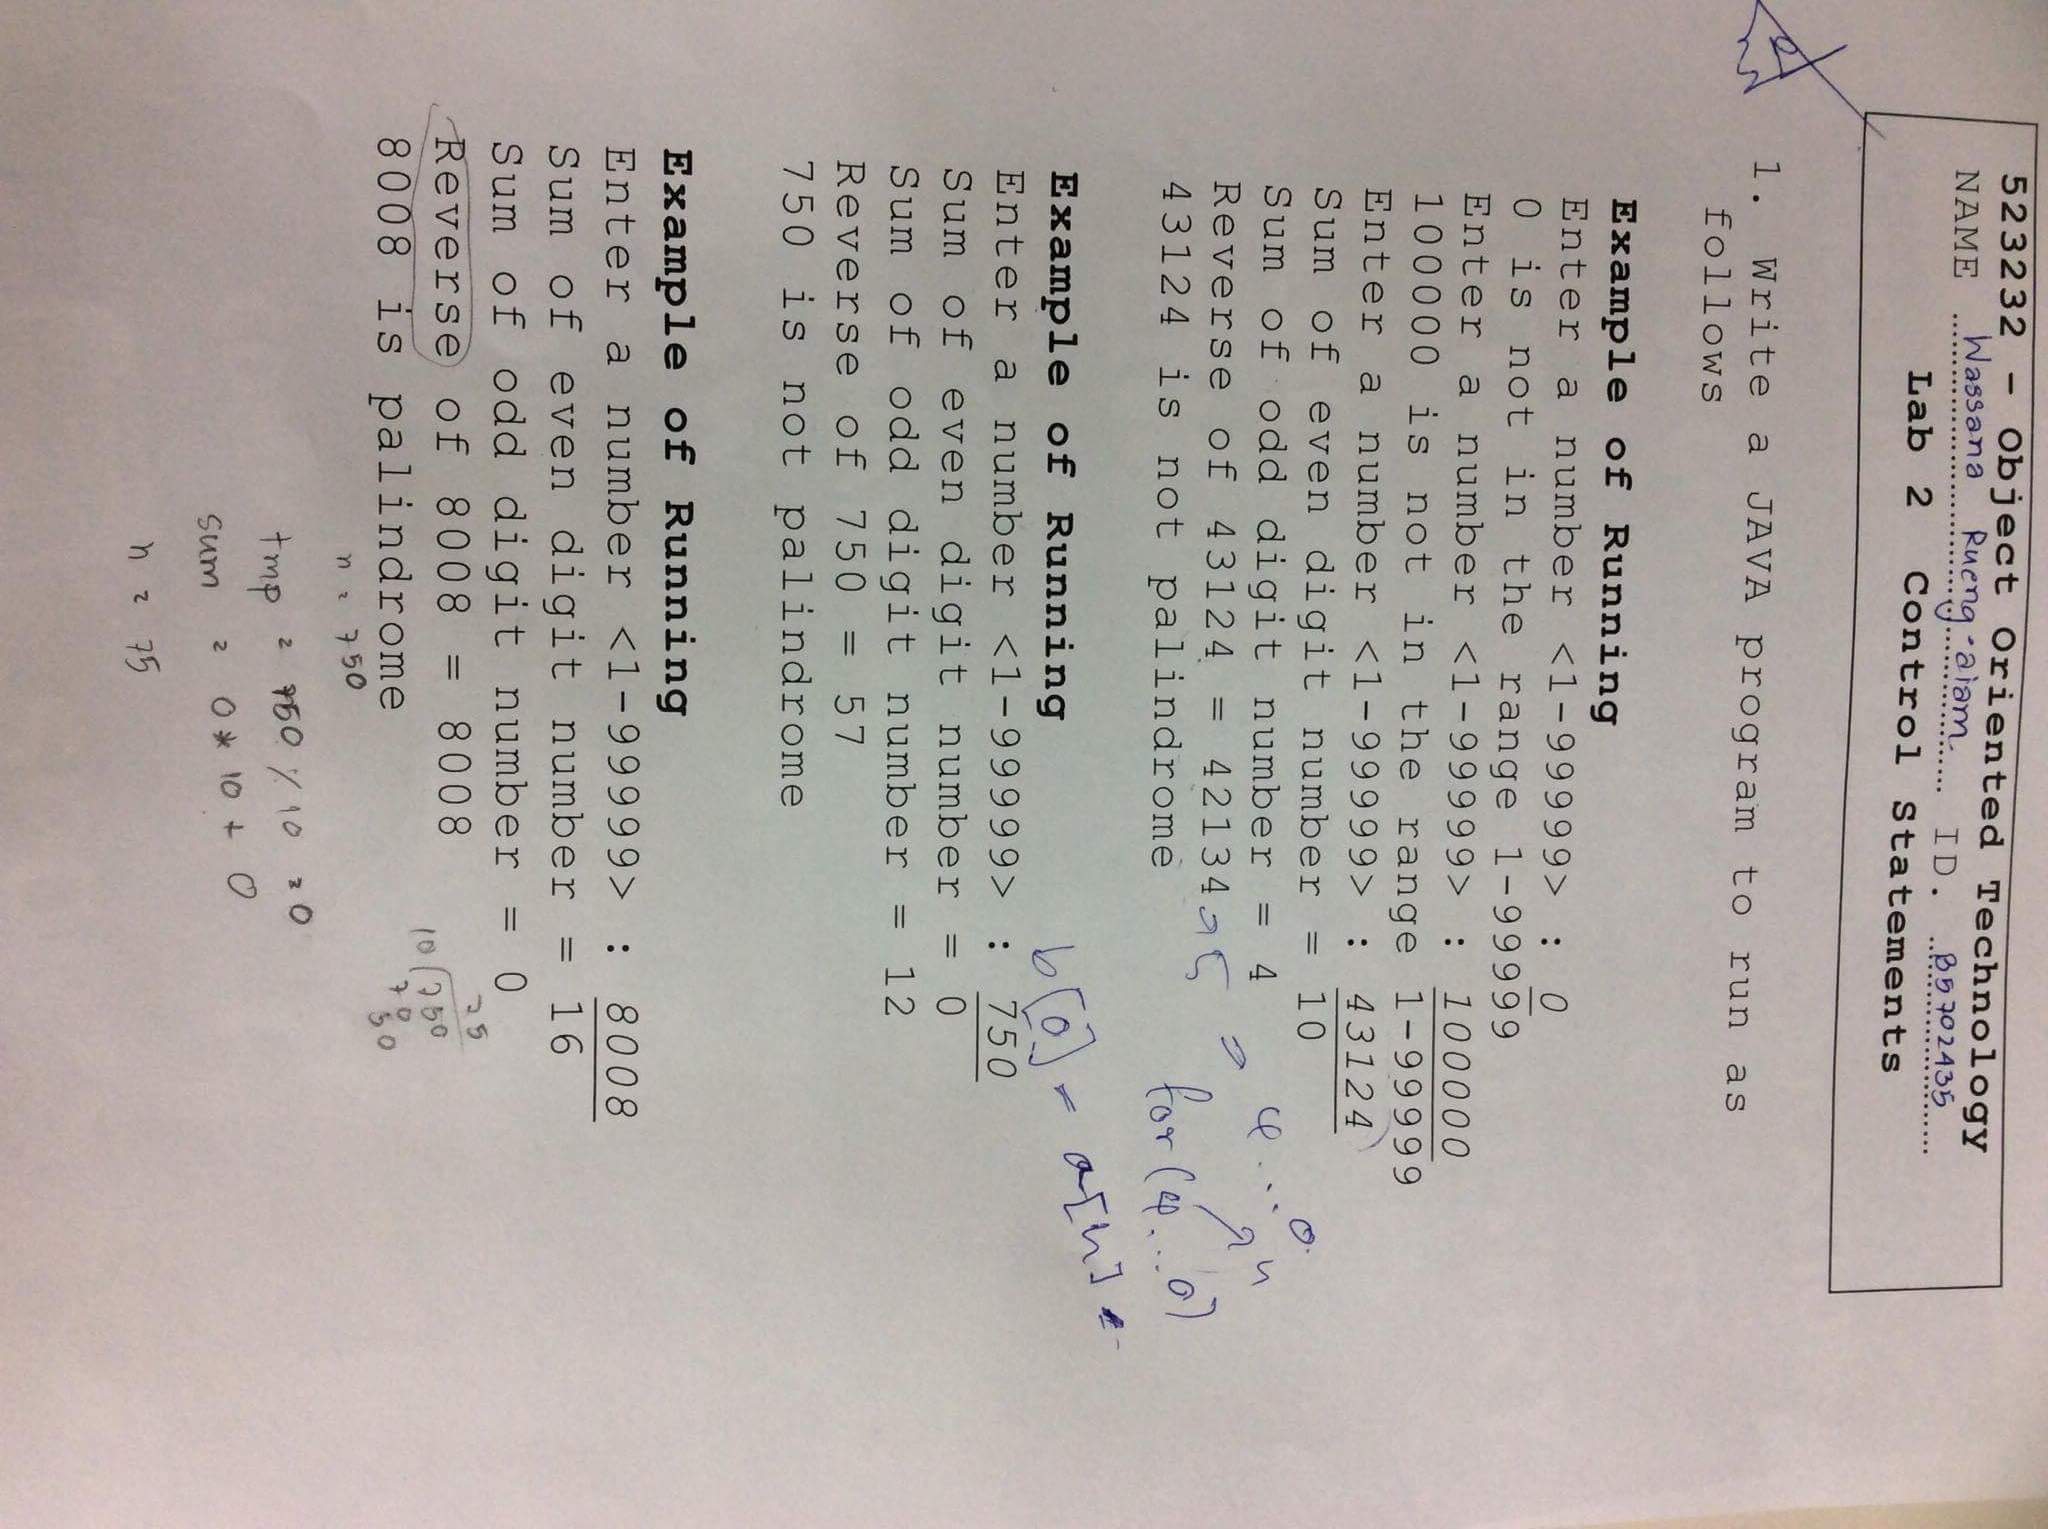 523232 - Object Oriented Technology
NAME ..... Wassana Rueng-aiam ..... ID. ..... B5702435 .....
Lab 2 Control Statements
1. Write a JAVA program to run as
follows
Example of Running
Enter a number <1-99999> : 0
0 is not in the range 1-99999
Enter a number <1-99999> : 100000
100000 is not in the range 1-99999
Enter a number <1-99999> : 43124
Sum of even digit number = 10
Sum of odd digit number = 4
Reverse of 43124 = 42134
43124 is not palindrome
5
4...0
n
for(4...0)
b[0] = a[n]
Example of Running
Enter a number <1-99999> : 750
Sum of even digit number = 0
Sum of odd digit number = 12
Reverse of 750 = 57
750 is not palindrome
Example of Running
Enter a number <1-99999> : 8008
Sum of even digit number = 16
Sum of odd digit number = 0
Reverse of 8008 = 8008
8008 is palindrome
75
10 750
70
50
n = 750
tmp = 750 % 10 = 0
sum = 0 * 10 + 0
n = 75